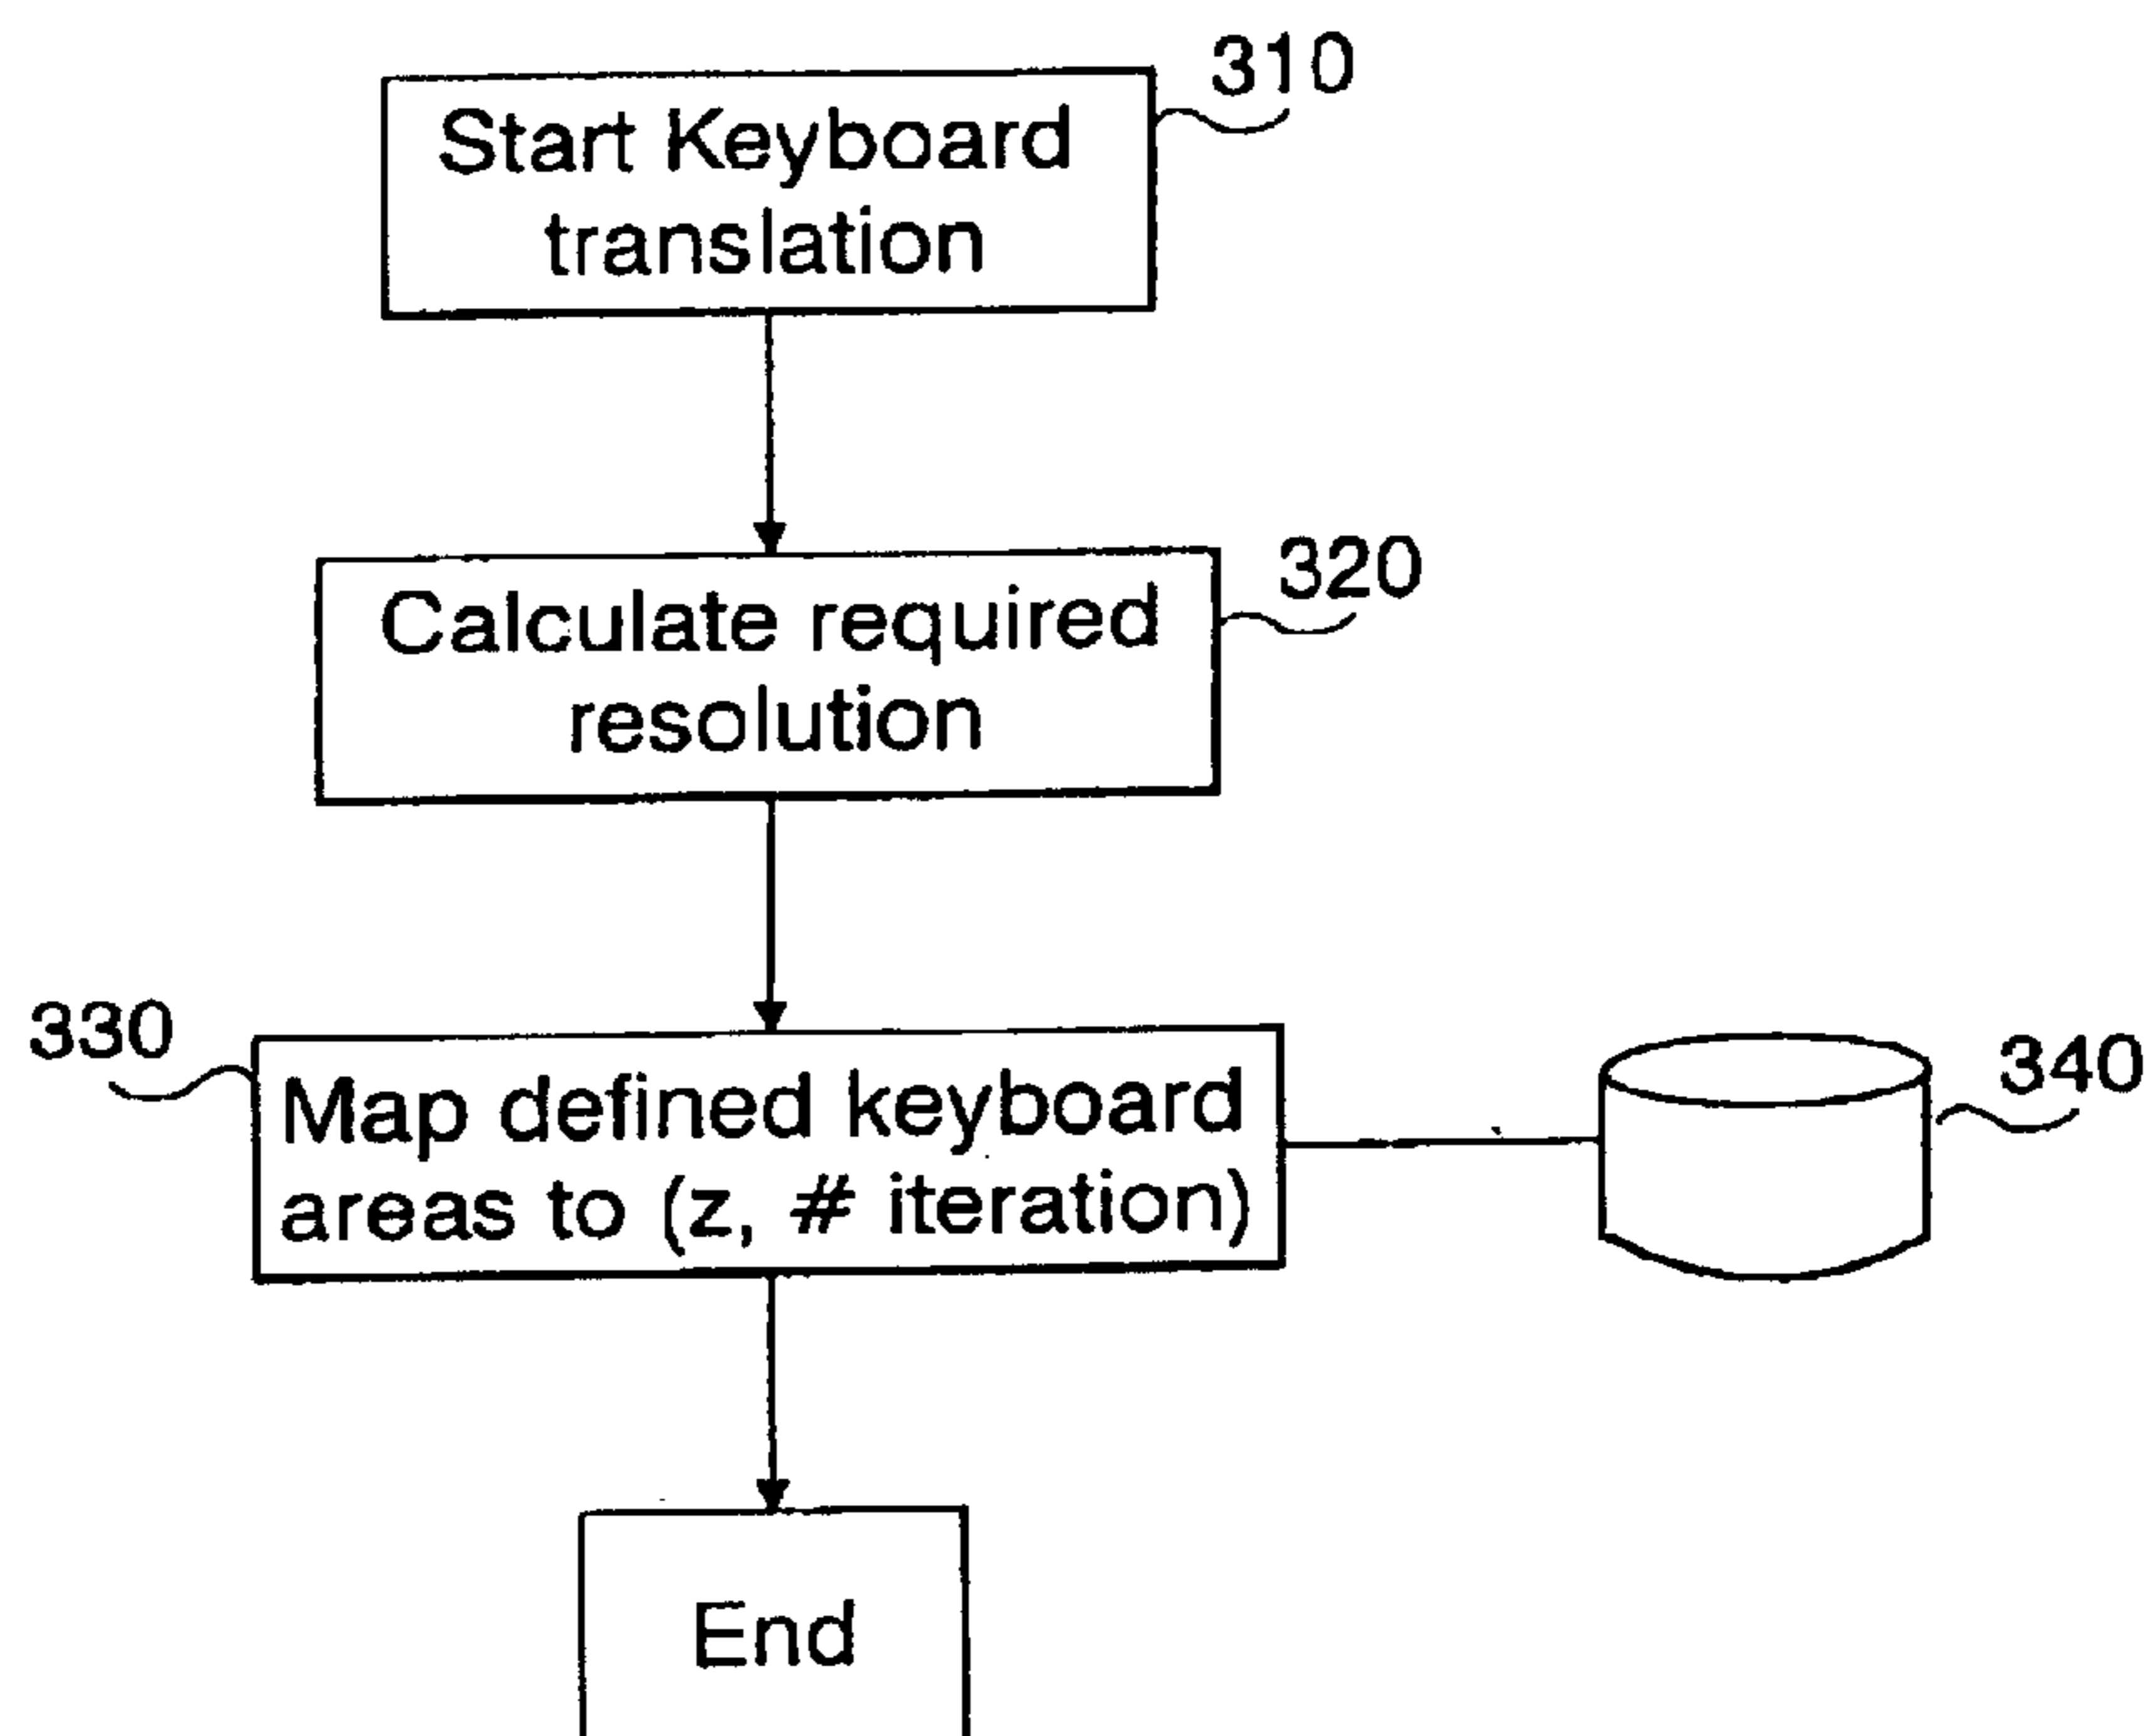 310
Start Keyboard
translation
320
Calculate required
resolution
330
Map defined keyboard
areas to (z, # iteration)
340
End